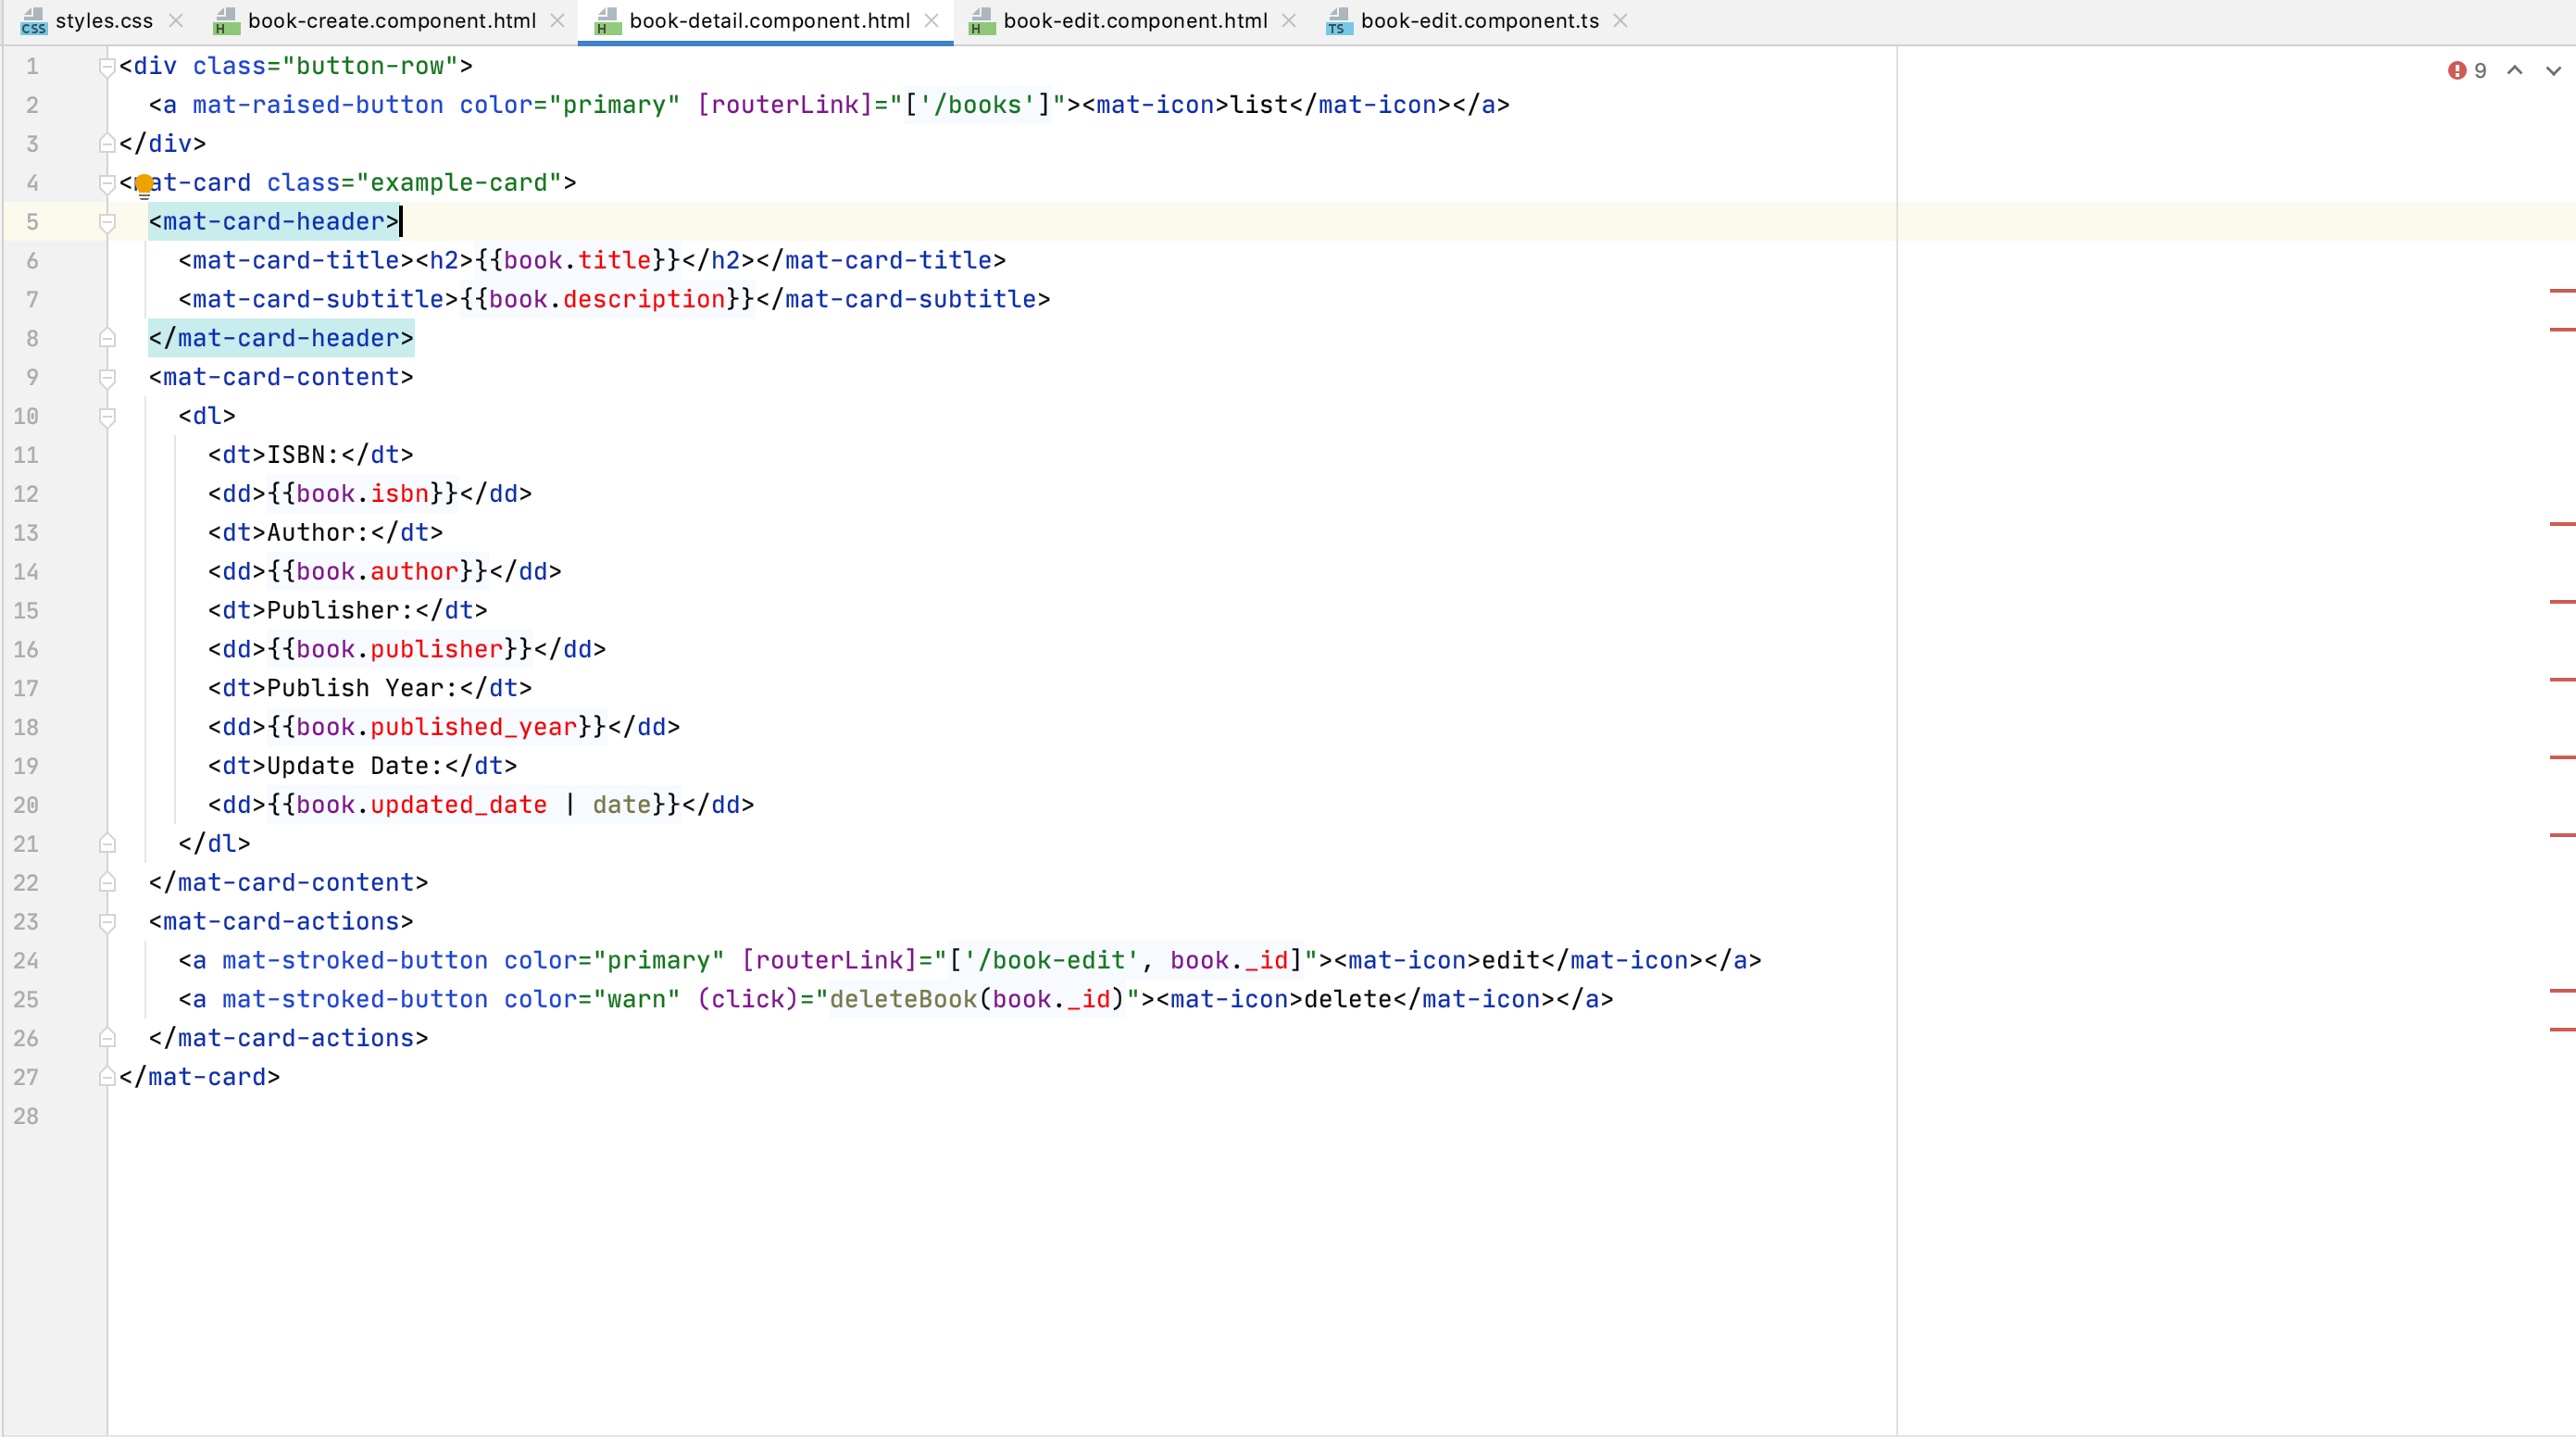 styles.css book-create.component.html book-detail.component.html book-edit.component.html book-edit.component.ts
9
1 <div class="button-row">
2   <a mat-raised-button color="primary" [routerLink]="['/books']"><mat-icon>list</mat-icon></a>
3 </div>
4 <mat-card class="example-card">
5   <mat-card-header>
6     <mat-card-title><h2>{{book.title}}</h2></mat-card-title>
7     <mat-card-subtitle>{{book.description}}</mat-card-subtitle>
8   </mat-card-header>
9   <mat-card-content>
10     <dl>
11       <dt>ISBN:</dt>
12       <dd>{{book.isbn}}</dd>
13       <dt>Author:</dt>
14       <dd>{{book.author}}</dd>
15       <dt>Publisher:</dt>
16       <dd>{{book.publisher}}</dd>
17       <dt>Publish Year:</dt>
18       <dd>{{book.published_year}}</dd>
19       <dt>Update Date:</dt>
20       <dd>{{book.updated_date | date}}</dd>
21     </dl>
22   </mat-card-content>
23   <mat-card-actions>
24     <a mat-stroked-button color="primary" [routerLink]="['/book-edit', book._id]"><mat-icon>edit</mat-icon></a>
25     <a mat-stroked-button color="warn" (click)="deleteBook(book._id)"><mat-icon>delete</mat-icon></a>
26   </mat-card-actions>
27 </mat-card>
28